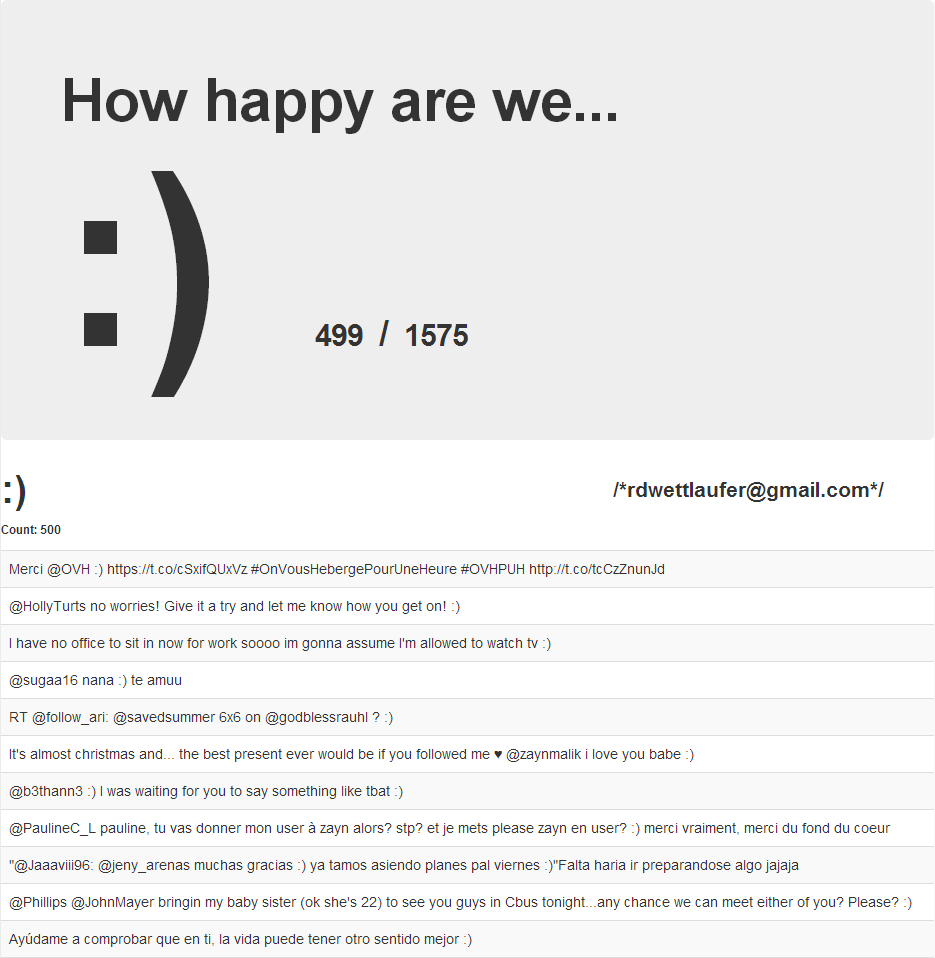 How happy are we...
:)
499 / 1575
:)
/*rdwettlaufer@gmail.com*/
Count: 500
Merci @OVH :) https://t.co/cSxifQUxVz #OnVousHebergePourUneHeure #OVHPUH http://t.co/tcCzZnunJd
@HollyTurts no worries! Give it a try and let me know how you get on! :)
I have no office to sit in now for work soooo im gonna assume I'm allowed to watch tv :)
@sugaa16 nana :) te amuu
RT @follow_ari: @savedsummer 6x6 on @godblessrauhl ? :)
It's almost christmas and... the best present ever would be if you followed me ♥ @zaynmalik i love you babe :)
@b3thann3 :) I was waiting for you to say something like tbat :)
@PaulineC_L pauline, tu vas donner mon user à zayn alors? stp? et je mets please zayn en user? :) merci vraiment, merci du fond du coeur
"@Jaaaviii96: @jeny_arenas muchas gracias :) ya tamos asiendo planes pal viernes :)"Falta haria ir preparandose algo jajaja
@Phillips @JohnMayer bringin my baby sister (ok she's 22) to see you guys in Cbus tonight...any chance we can meet either of you? Please? :)
Ayúdame a comprobar que en ti, la vida puede tener otro sentido mejor :)